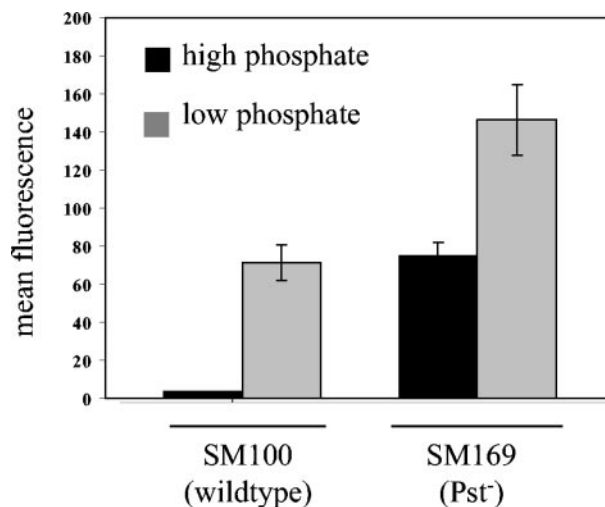 mean fluorescence
200
180
160
140
120
100
80
60
40
20
0
high phosphate
low phosphate
SM100
(wildtype)
SM169
(Pst⁻)